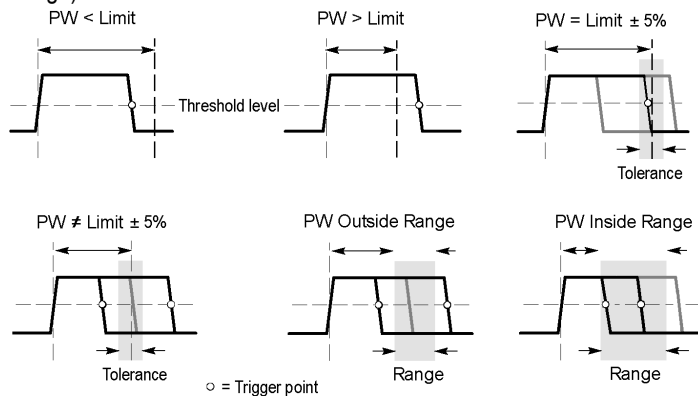 PW < Limit
PW > Limit
PW = Limit ± 5%
Threshold level
Tolerance
PW ≠ Limit ± 5%
PW Outside Range
PW Inside Range
Tolerance
Range
Range
= Trigger point